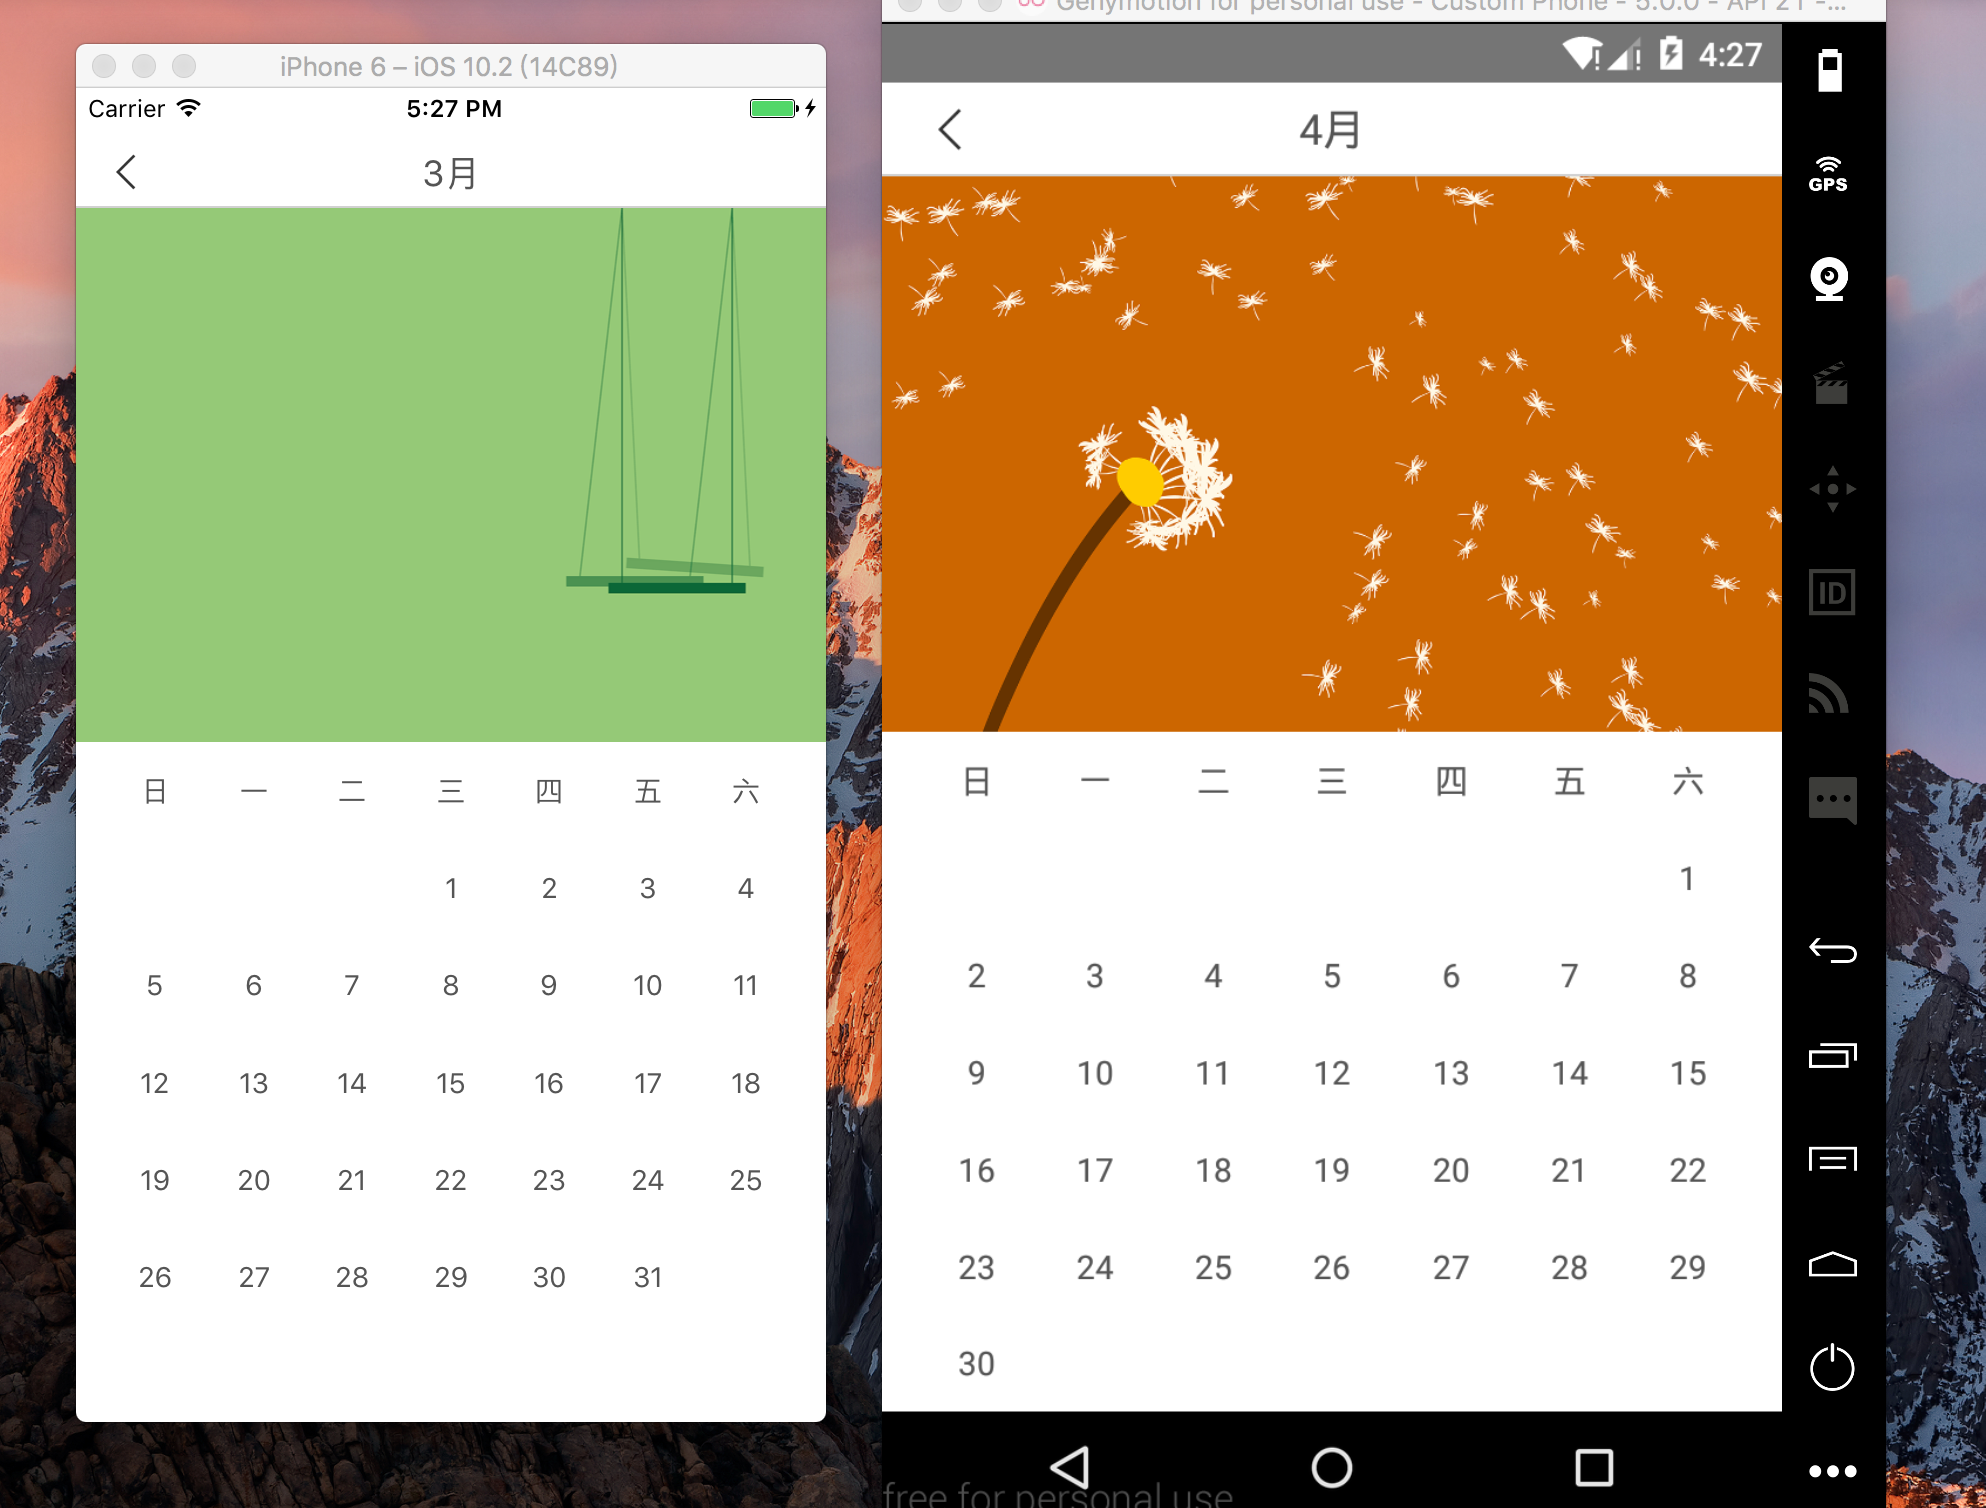 iPhone 6 – iOS 10.2 (14C89)
Carrier
5:27 PM
3月
日 一 二 三 四 五 六
1 2 3 4
5 6 7 8 9 10 11
12 13 14 15 16 17 18
19 20 21 22 23 24 25
26 27 28 29 30 31
Genymotion for personal use - Custom Phone - 5.0.0 - API 21 -...
4:27
4月
日 一 二 三 四 五 六
1
2 3 4 5 6 7 8
9 10 11 12 13 14 15
16 17 18 19 20 21 22
23 24 25 26 27 28 29
30
free for personal use
GPS
ID